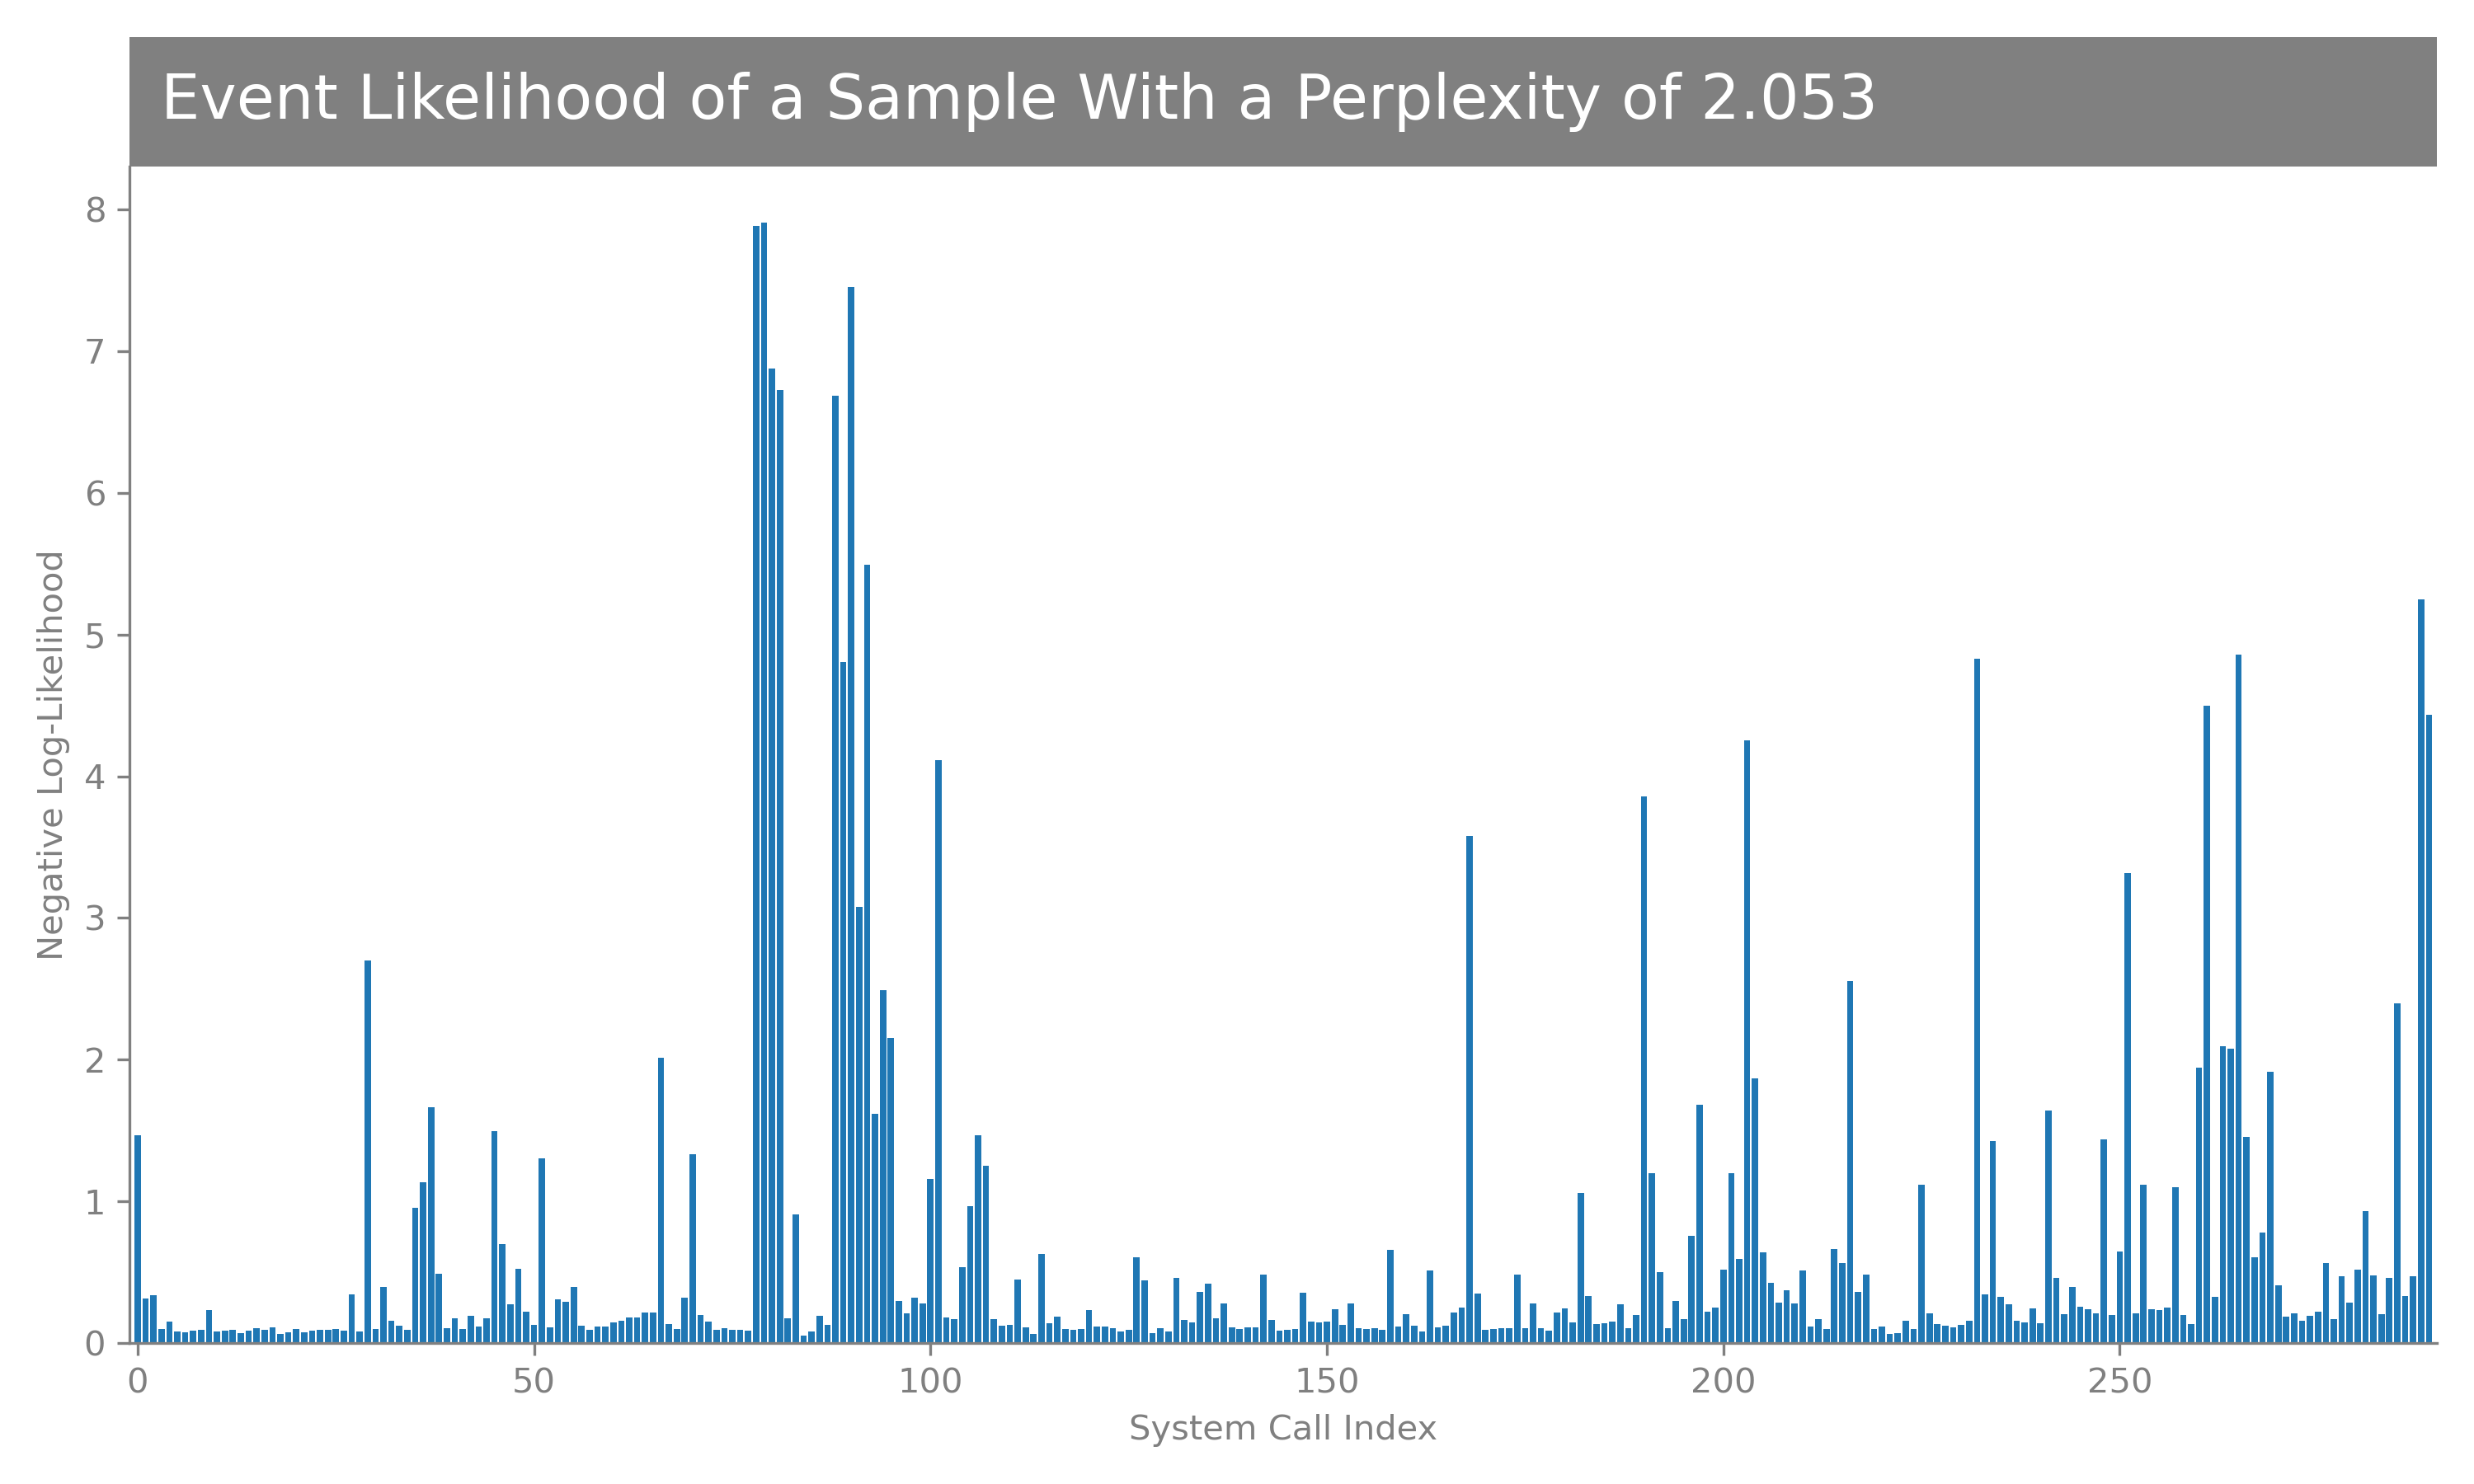 Event Likelihood of a Sample With a Perplexity of 2.053
8
7
6
5
4
3
2
1
0
Negative Log-Likelihood
0 50 100 150 200 250
System Call Index